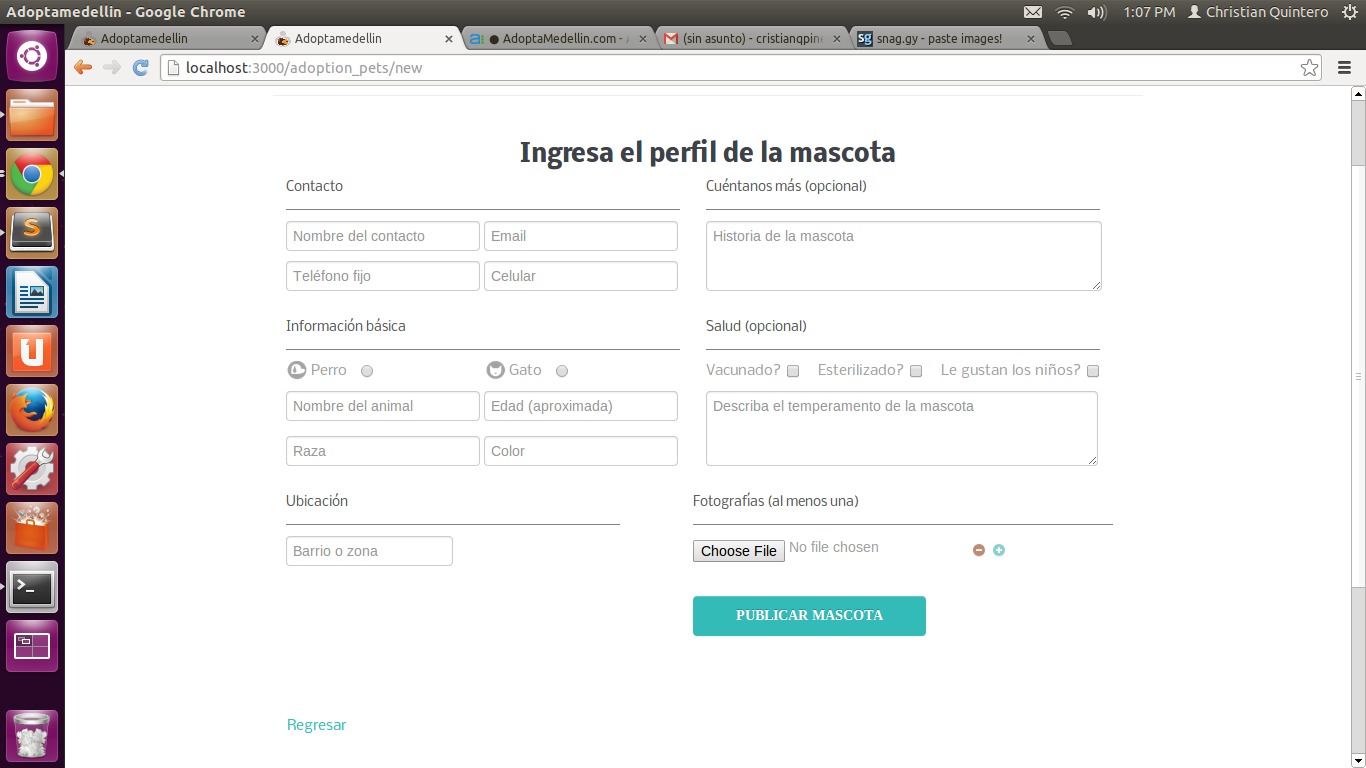 Adoptamedellin - Google Chrome
1:07 PM
Christian Quintero
Adoptamedellin
Adoptamedellin
● AdoptaMedellin.com -
(sin asunto) - cristianqpin
snag.gy - paste images!
localhost:3000/adoption_pets/new
Ingresa el perfil de la mascota
Contacto
Nombre del contacto Email
Teléfono fijo Celular
Cuéntanos más (opcional)
Historia de la mascota
Información básica
Perro Gato
Nombre del animal Edad (aproximada)
Raza Color
Salud (opcional)
Vacunado? Esterilizado? Le gustan los niños?
Describa el temperamento de la mascota
Ubicación
Barrio o zona
Fotografías (al menos una)
Choose File No file chosen
PUBLICAR MASCOTA
Regresar